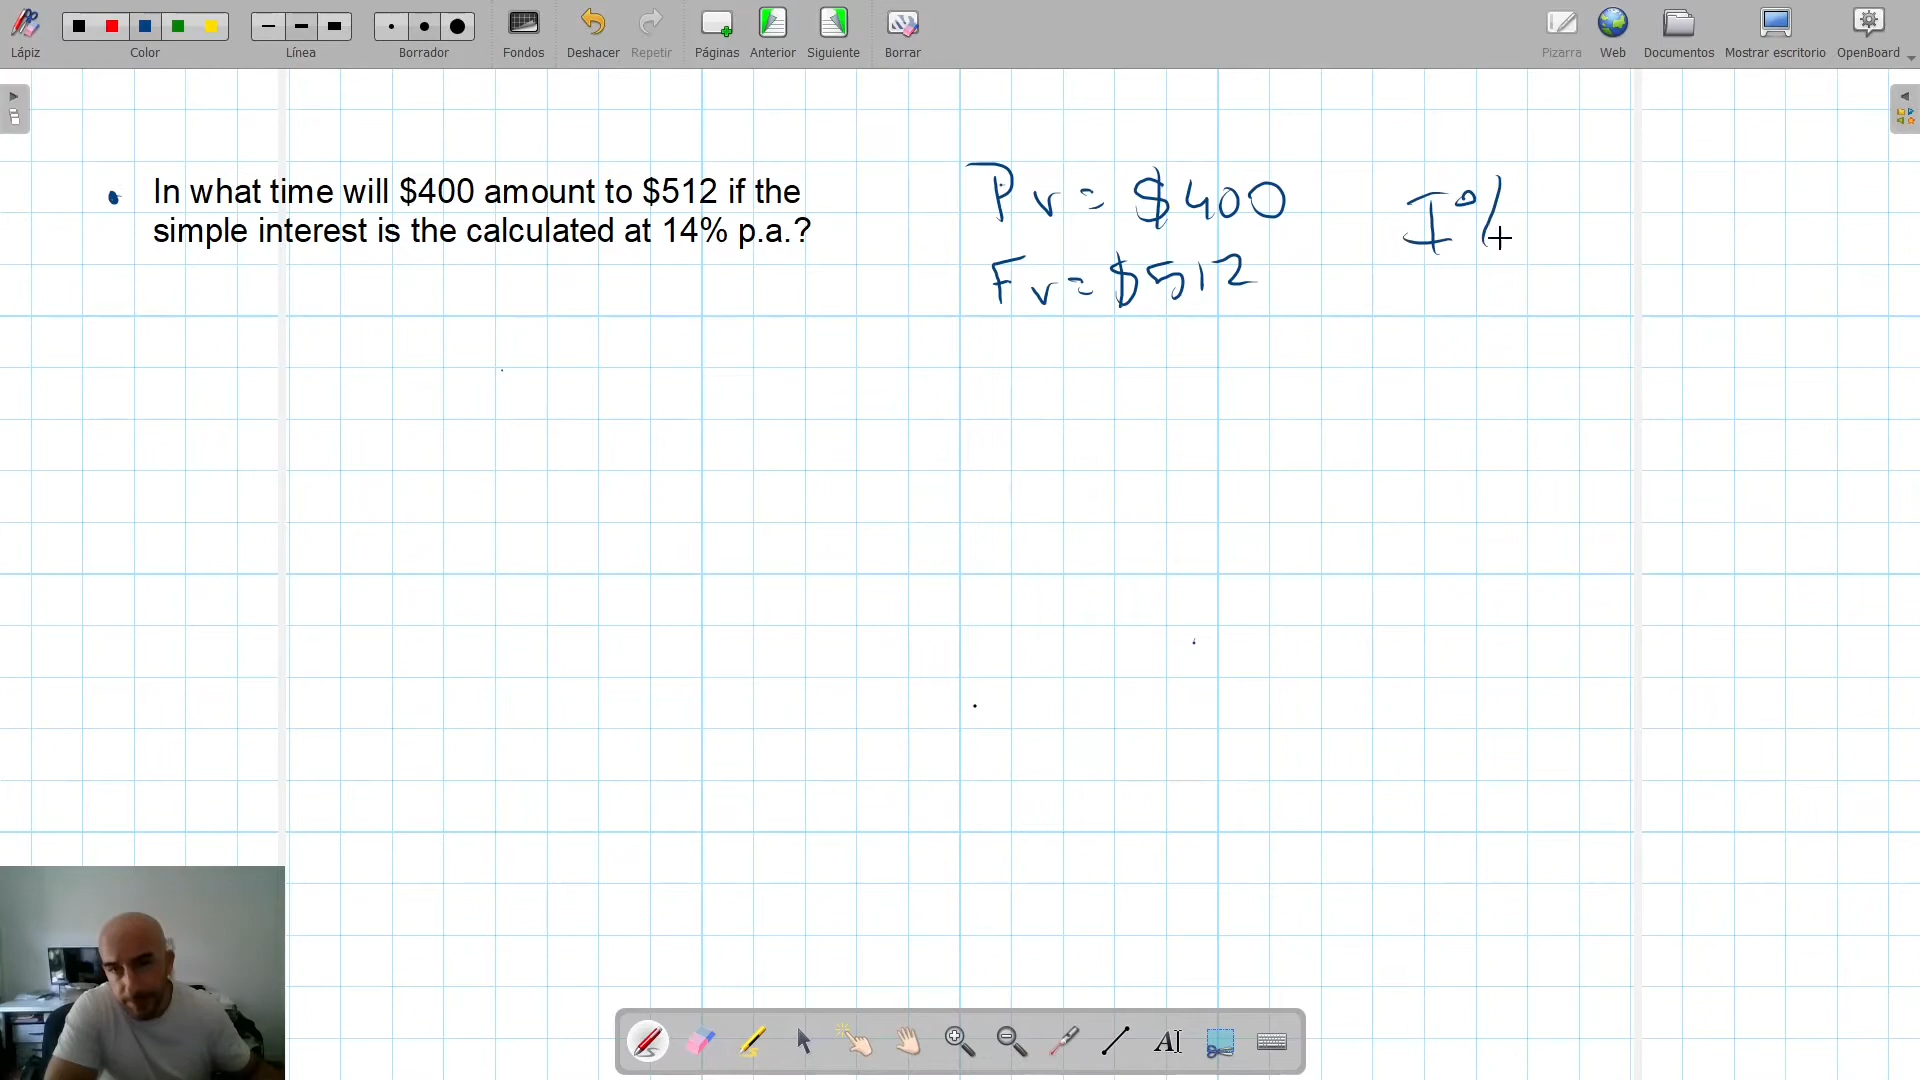 Lápiz Color Línea Borrador Fondos Deshacer Repetir Páginas Anterior Siguiente Borrar Pizarra Web Documentos Mostrar escritorio OpenBoard
In what time will $400 amount to $512 if the
simple interest is the calculated at 14% p.a.?
Pv = $400
Fv = $512
I%